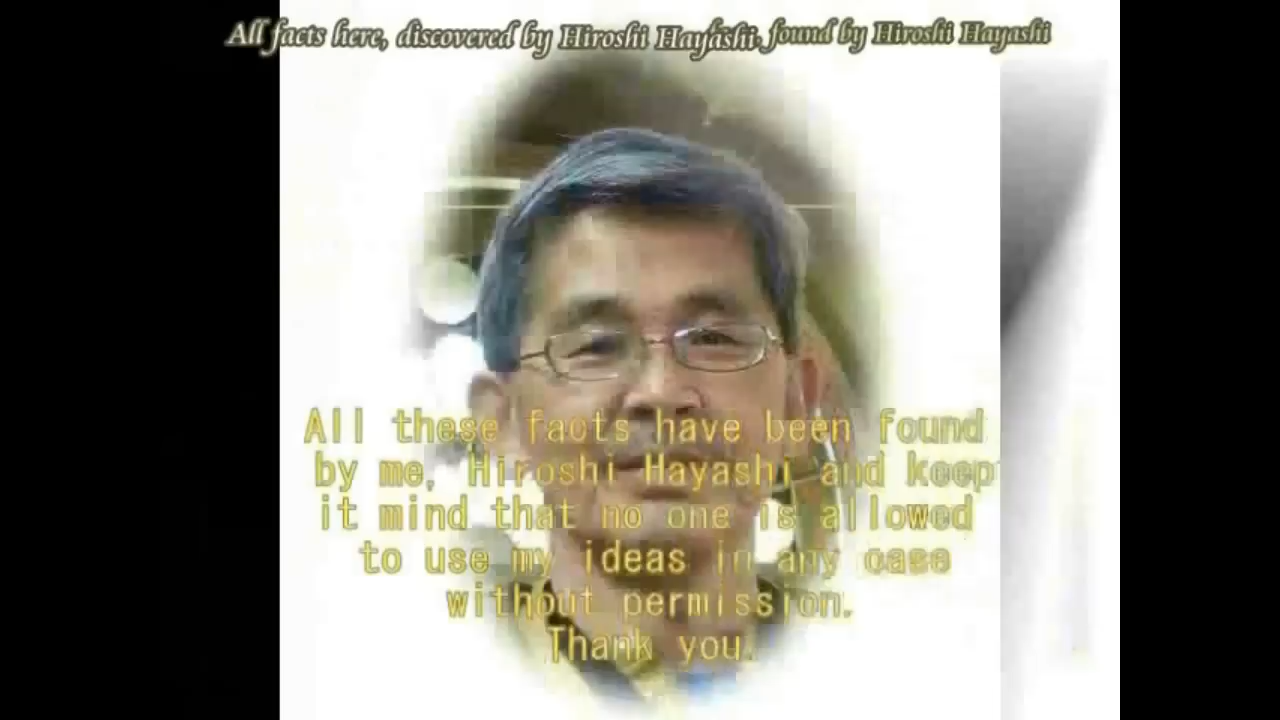 All facts here, discovered by Hiroshi Hayashi, found by Hiroshi Hayashi
All these facts have been found
by me, Hiroshi Hayashi and keep
it mind that no one is allowed
to use my ideas in any case
without permission.
Thank you.